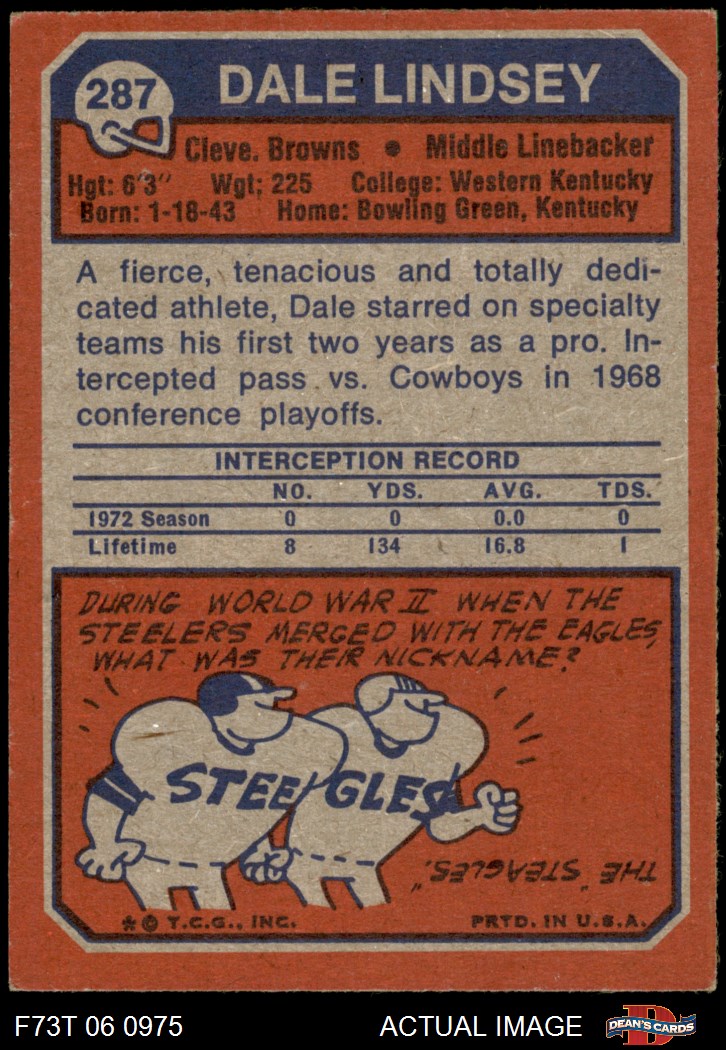 287
DALE LINDSEY
Cleve. Browns • Middle Linebacker
Hgt: 6'3" Wgt: 225 College: Western Kentucky
Born: 1-18-43 Home: Bowling Green, Kentucky
A fierce, tenacious and totally dedi-
cated athlete, Dale starred on specialty
teams his first two years as a pro. In-
tercepted pass vs. Cowboys in 1968
conference playoffs.
INTERCEPTION RECORD
NO. YDS. AVG. TDS.
1972 Season 0 0 0.0 0
Lifetime 8 134 16.8 1
DURING WORLD WAR II WHEN THE
STEELERS MERGED WITH THE EAGLES,
WHAT WAS THEIR NICKNAME?
STEE GLES
THE "STEAGLES."
* © T.C.G., INC. PRTD. IN U.S.A.
F73T 06 0975 ACTUAL IMAGE
D
DEAN'S CARDS